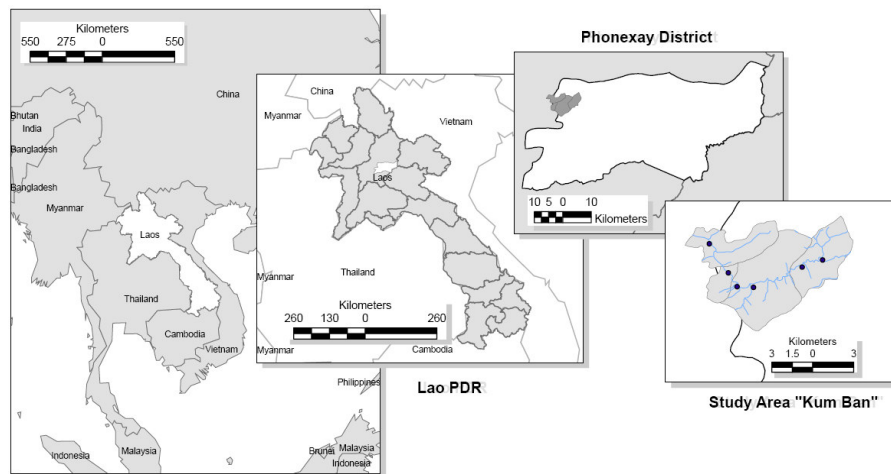 Kilometers
550 275 0 550
China
Bhutan
India
Bangladesh
Bangladesh
Myanmar
Laos
Thailand
Cambodia
Vietnam
Philippines
Indonesia
Malaysia
Brunei
Malaysia
Indonesia
China
Myanmar
Vietnam
Laos
Myanmar
Thailand
Kilometers
260 130 0 260
Myanmar
Cambodia
Lao PDR
Phonexay District
10 5 0 10
Kilometers
Kilometers
3 1.5 0 3
Study Area "Kum Ban"